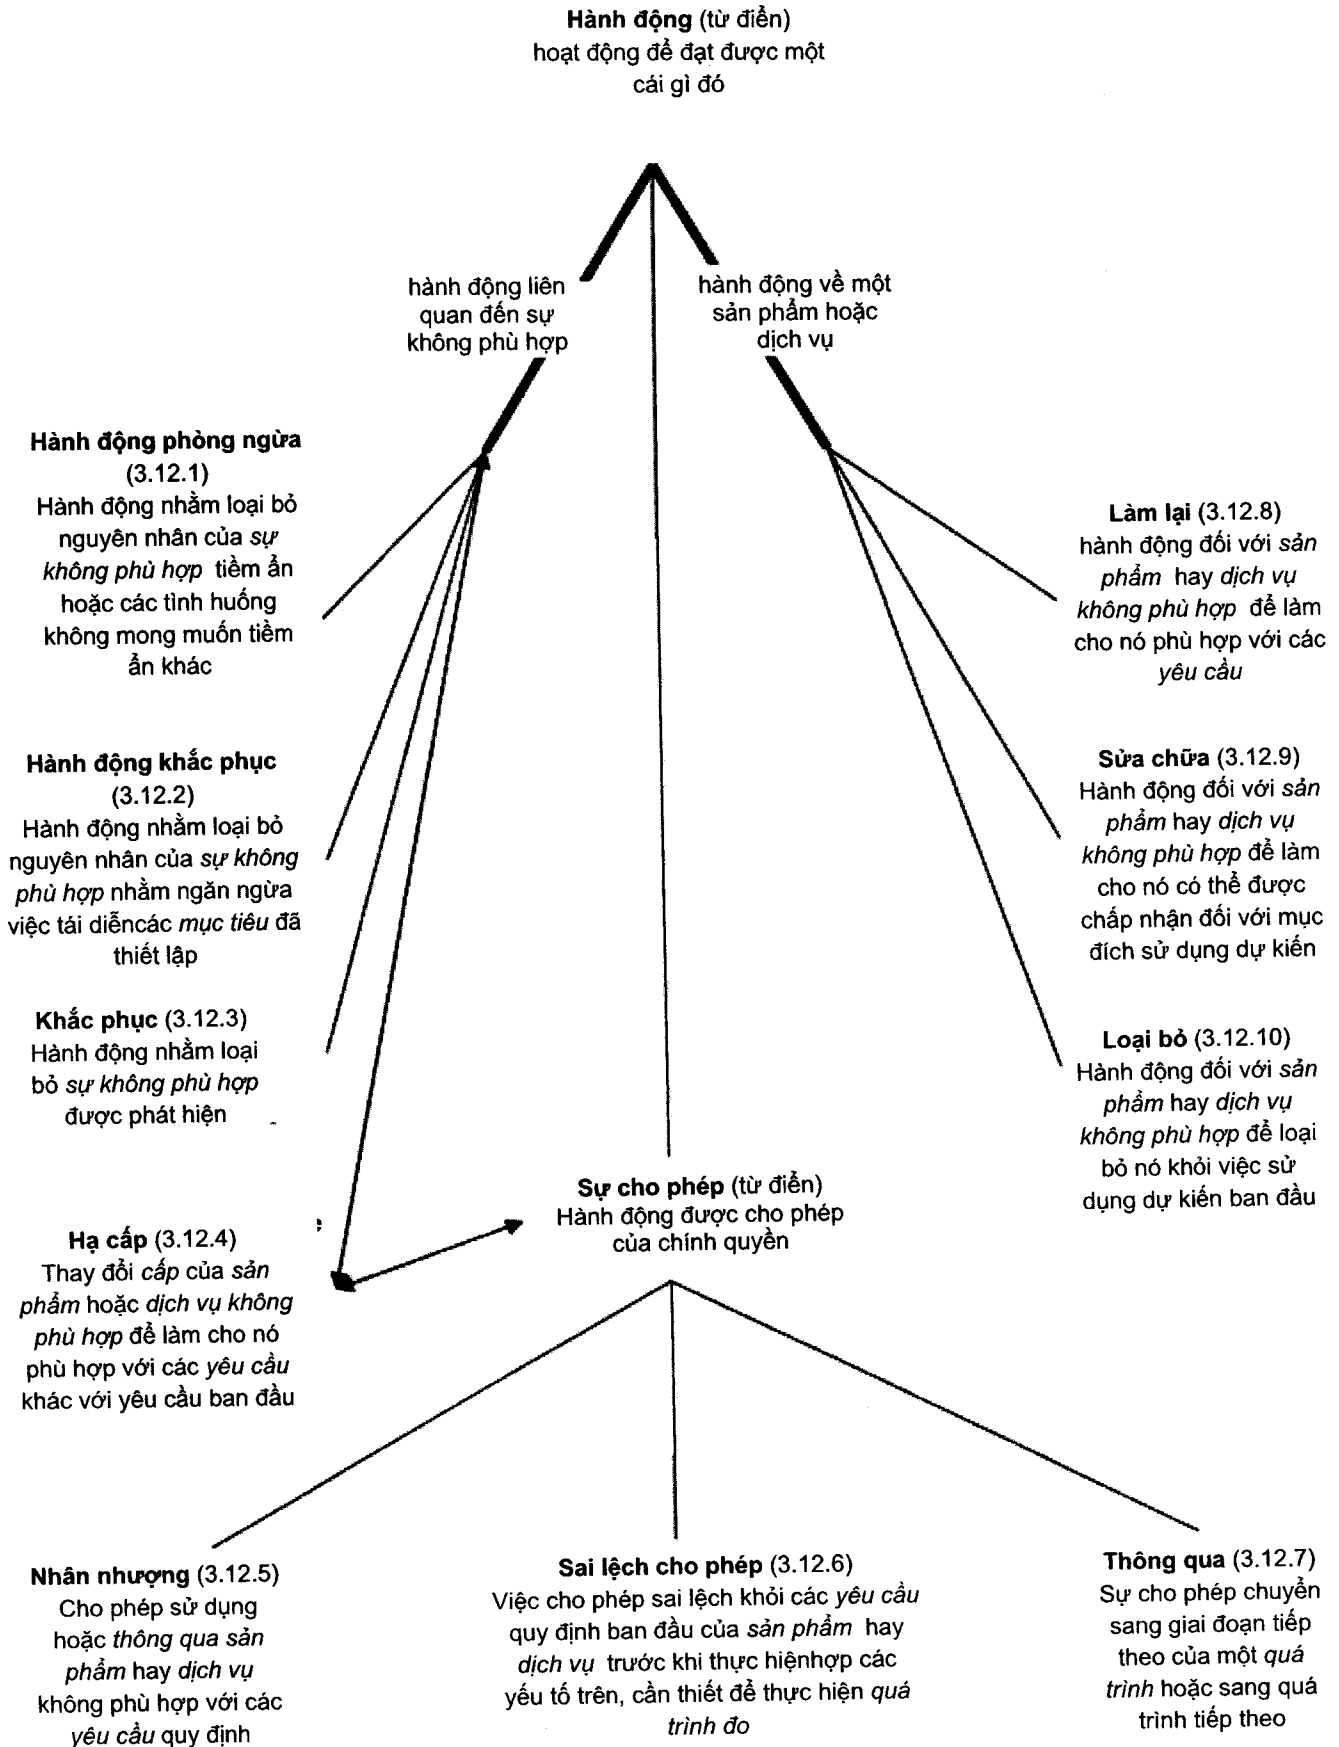 Hành động (từ điển)
hoạt động để đạt được một
cái gì đó
hành động liên
quan đến sự
không phù hợp
hành động về một
sản phẩm hoặc
dịch vụ
Hành động phòng ngừa
(3.12.1)
Hành động nhằm loại bỏ
nguyên nhân của sự
không phù hợp tiềm ẩn
hoặc các tình huống
không mong muốn tiềm
ẩn khác
Hành động khắc phục
(3.12.2)
Hành động nhằm loại bỏ
nguyên nhân của sự không
phù hợp nhằm ngăn ngừa
việc tái diễncác mục tiêu đã
thiết lập
Khắc phục (3.12.3)
Hành động nhằm loại
bỏ sự không phù hợp
được phát hiện
Hạ cấp (3.12.4)
Thay đổi cấp của sản
phẩm hoặc dịch vụ không
phù hợp để làm cho nó
phù hợp với các yêu cầu
khác với yêu cầu ban đầu
Làm lại (3.12.8)
hành động đối với sản
phẩm hay dịch vụ
không phù hợp để làm
cho nó phù hợp với các
yêu cầu
Sửa chữa (3.12.9)
Hành động đối với sản
phẩm hay dịch vụ
không phù hợp để làm
cho nó có thể được
chấp nhận đối với mục
đích sử dụng dự kiến
Loại bỏ (3.12.10)
Hành động đối với sản
phẩm hay dịch vụ
không phù hợp để loại
bỏ nó khỏi việc sử
dụng dự kiến ban đầu
Sự cho phép (từ điển)
Hành động được cho phép
của chính quyền
Nhân nhượng (3.12.5)
Cho phép sử dụng
hoặc thông qua sản
phẩm hay dịch vụ
không phù hợp với các
yêu cầu quy định
Sai lệch cho phép (3.12.6)
Việc cho phép sai lệch khỏi các yêu cầu
quy định ban đầu của sản phẩm hay
dịch vụ trước khi thực hiệnhợp các
yếu tố trên, cần thiết để thực hiện quá
trình đo
Thông qua (3.12.7)
Sự cho phép chuyển
sang giai đoạn tiếp
theo của một quá
trình hoặc sang quá
trình tiếp theo